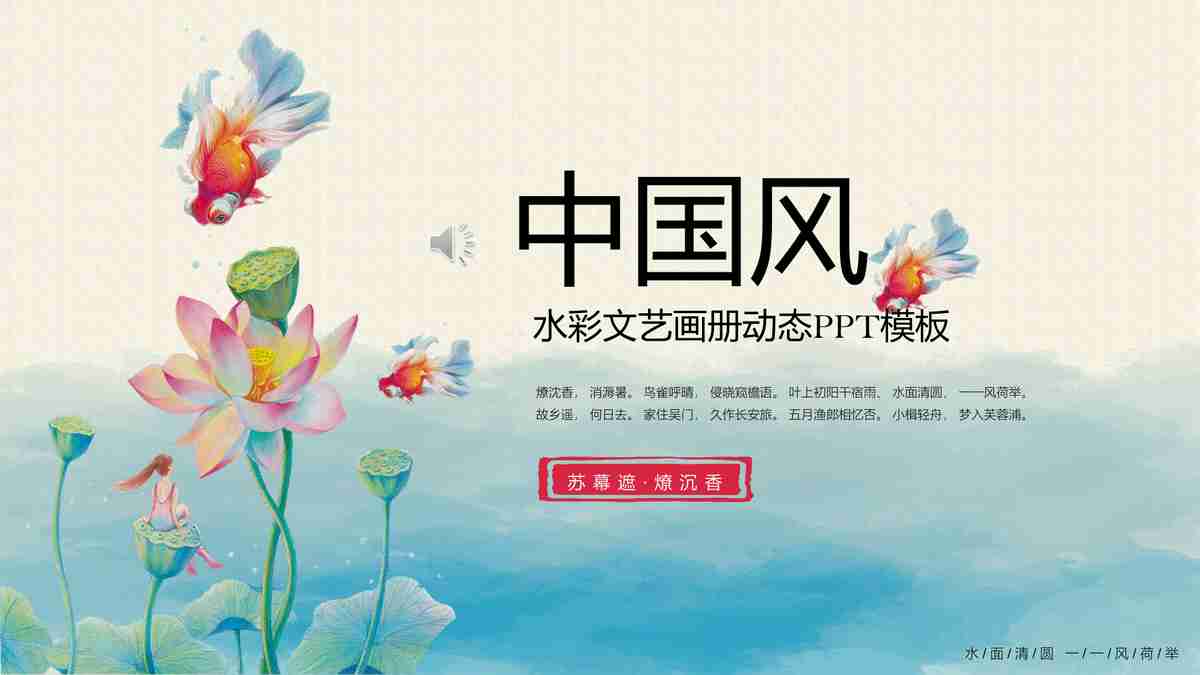 中国风
水彩文艺画册动态PPT模板
燎沈香，消溽暑。鸟雀呼晴，侵晓窥檐语。叶上初阳干宿雨、水面清圆，一一风荷举。
故乡遥，何日去。家住吴门，久作长安旅。五月渔郎相忆否。小楫轻舟，梦入芙蓉浦。
苏幕遮·燎沉香
水/面/清/圆 一/一/风/荷/举